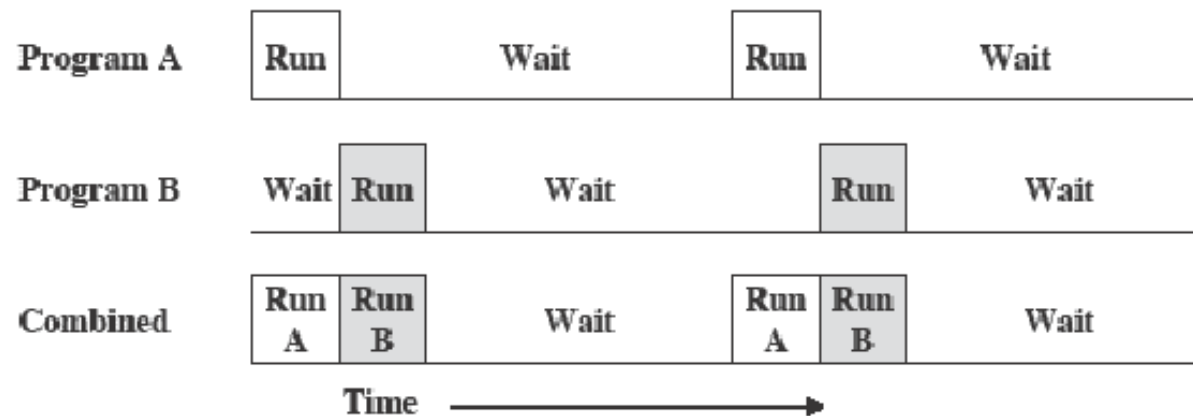 Program A Run Wait Run Wait
Program B Wait Run Wait Run Wait
Combined Run A Run B Wait Run A Run B Wait
Time